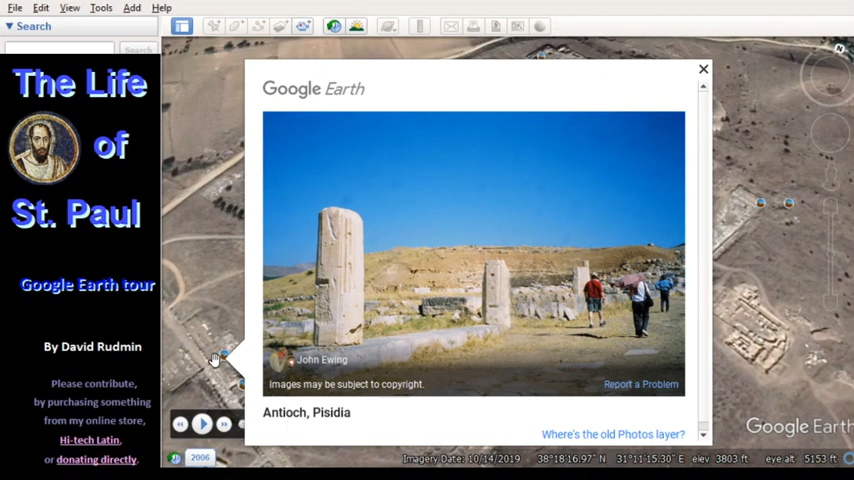 File Edit View Tools Add Help
Search
Search
The Life
of
St. Paul
Google Earth tour
By David Rudmin
Please contribute,
by purchasing something
from my online store,
Hi-tech Latin,
or donating directly.
Google Earth
John Ewing
Images may be subject to copyright.
Report a Problem
Antioch, Pisidia
Where's the old Photos layer?
N
Google Earth
2006
Imagery Date: 10/14/2019 38°18'16.97" N 31°11'15.30" E elev 3803 ft eye alt 5153 ft